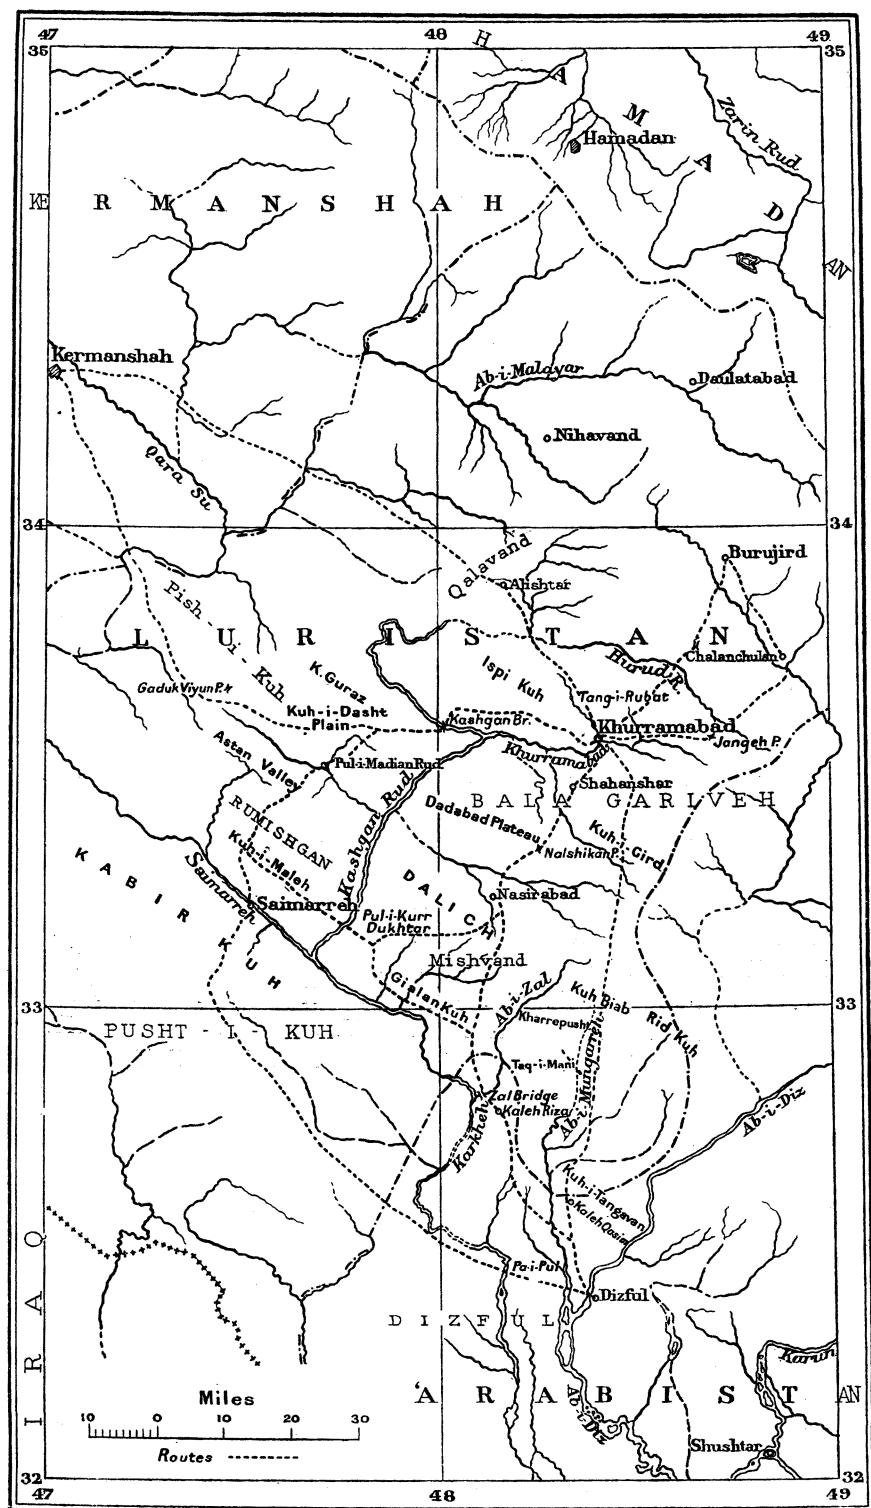 47
48
49
35
35
HAMADAN
Zarin Rud
Hamadan
KERMANSHAH
Kermanshah
Ab-i-Malayar
Daulatabad
Nihavand
Qara Su
34
34
Qalavand
Burujird
Alishtar
Pish-i-Kuh
LURISTAN
Hurud R.
Chalanchulan
K. Guraz
Ispi Kuh
Gaduk Viyun P.
Kuh-i-Dasht
Plain
Tang-i-Rubat
Kashgan Br.
Khurramabad
Jangeh P.
Khurramabad
Astan Valley
Pul-i-Madian Rud
Shahanshar
BALA GARIVEH
RUMISHGAN
Kashgan Rud
Dadabad Plateau
Kuh-i-Gird
Kuh-i-Maleh
Nalshikan P.
KABIR KUH
Saimarreh
Saimarreh
DALICH
Nasirabad
Pul-i-Kurr
Dukhtar
Mishvand
Gialan Kuh
Ab-i-Zal
Kuh Biab Rid Kuh
33
33
PUSHT-I-KUH
Kharrepusht
Taq-i-Mani
Ab-i Mungarreh
Zal Bridge
Kaleh Riza
Ab-i-Diz
Karkheh
Kuh-i-Tangavan
Kaleh Qasim
Pa-i-Pul
Dizful
DIZFUL
IRAQ
Karun
Miles
10 0 10 20 30
Routes
'ARABISTAN
Ab-i-Diz
Shushtar
32
32
47
48
49